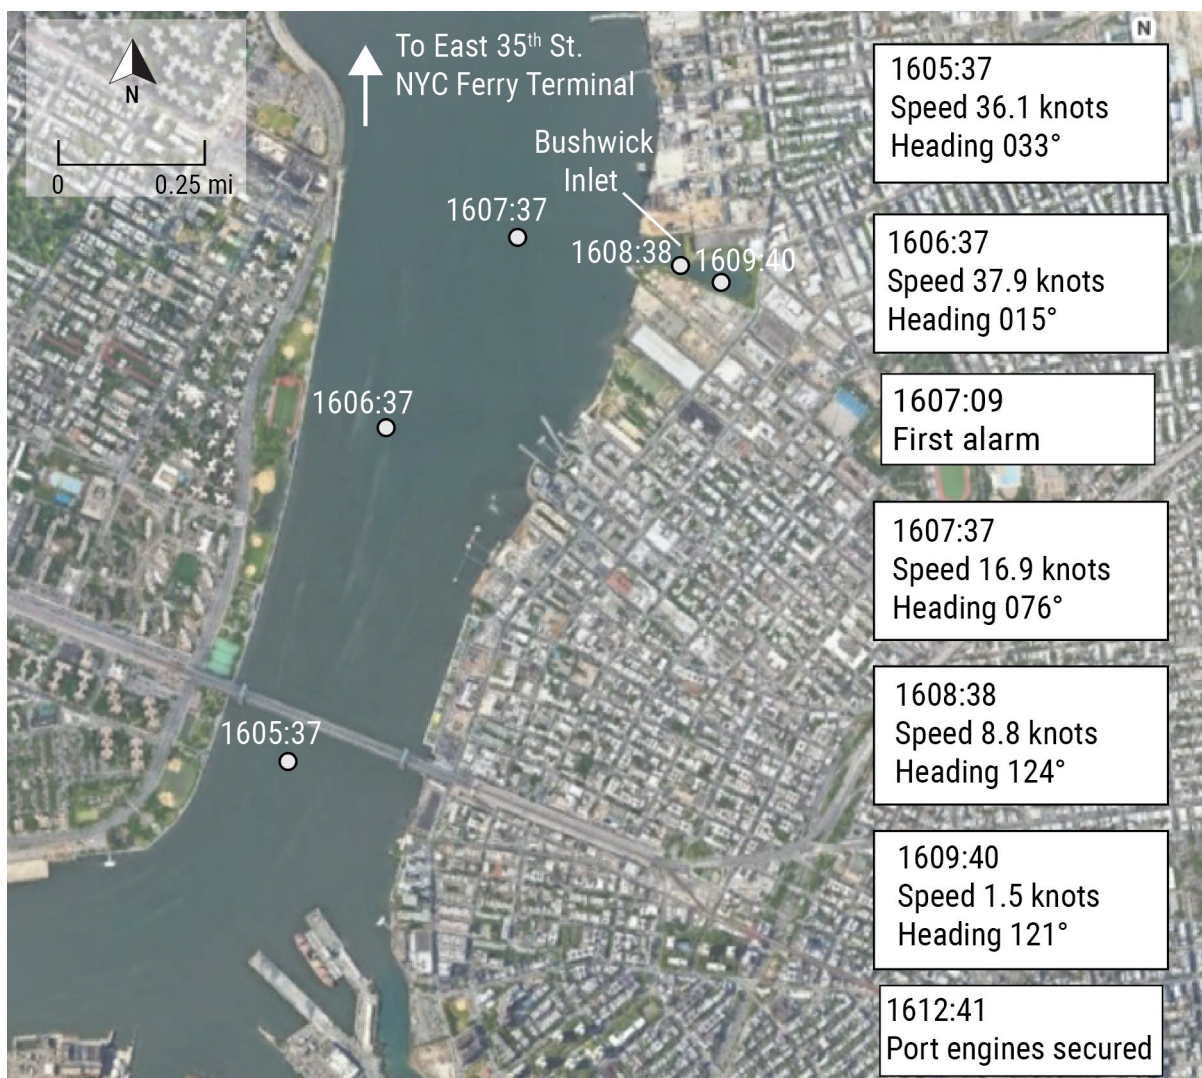 N
0 0.25 mi
To East 35th St.
NYC Ferry Terminal
Bushwick
Inlet
1607:37
1608:38
1609:40
1606:37
1605:37
N
1605:37
Speed 36.1 knots
Heading 033°
1606:37
Speed 37.9 knots
Heading 015°
1607:09
First alarm
1607:37
Speed 16.9 knots
Heading 076°
1608:38
Speed 8.8 knots
Heading 124°
1609:40
Speed 1.5 knots
Heading 121°
1612:41
Port engines secured